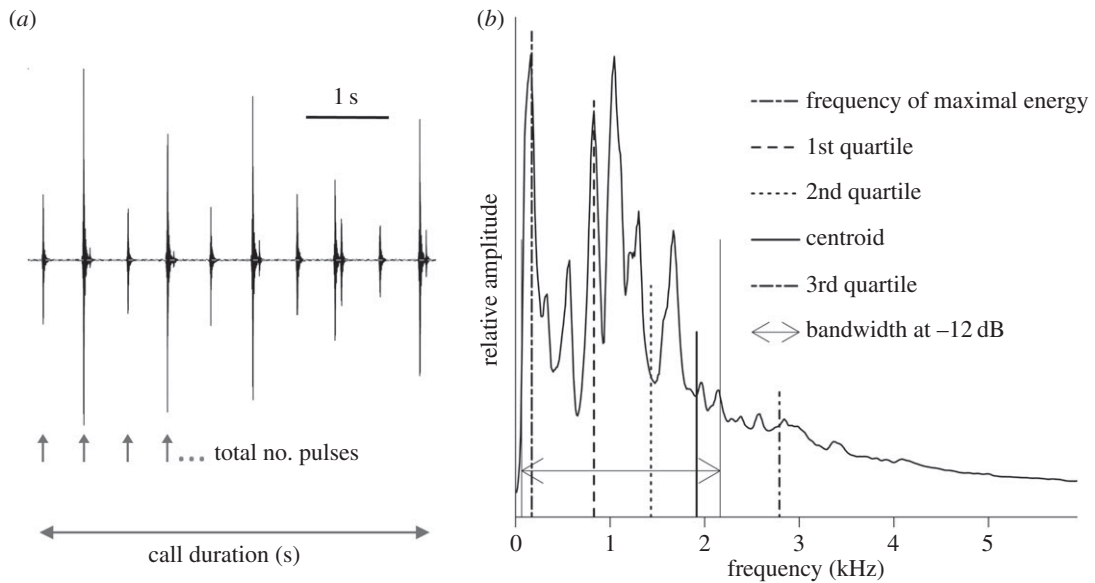 (a)
1 s
... total no. pulses
call duration (s)
(b)
relative amplitude
frequency of maximal energy
1st quartile
2nd quartile
centroid
3rd quartile
bandwidth at –12 dB
0 1 2 3 4 5
frequency (kHz)